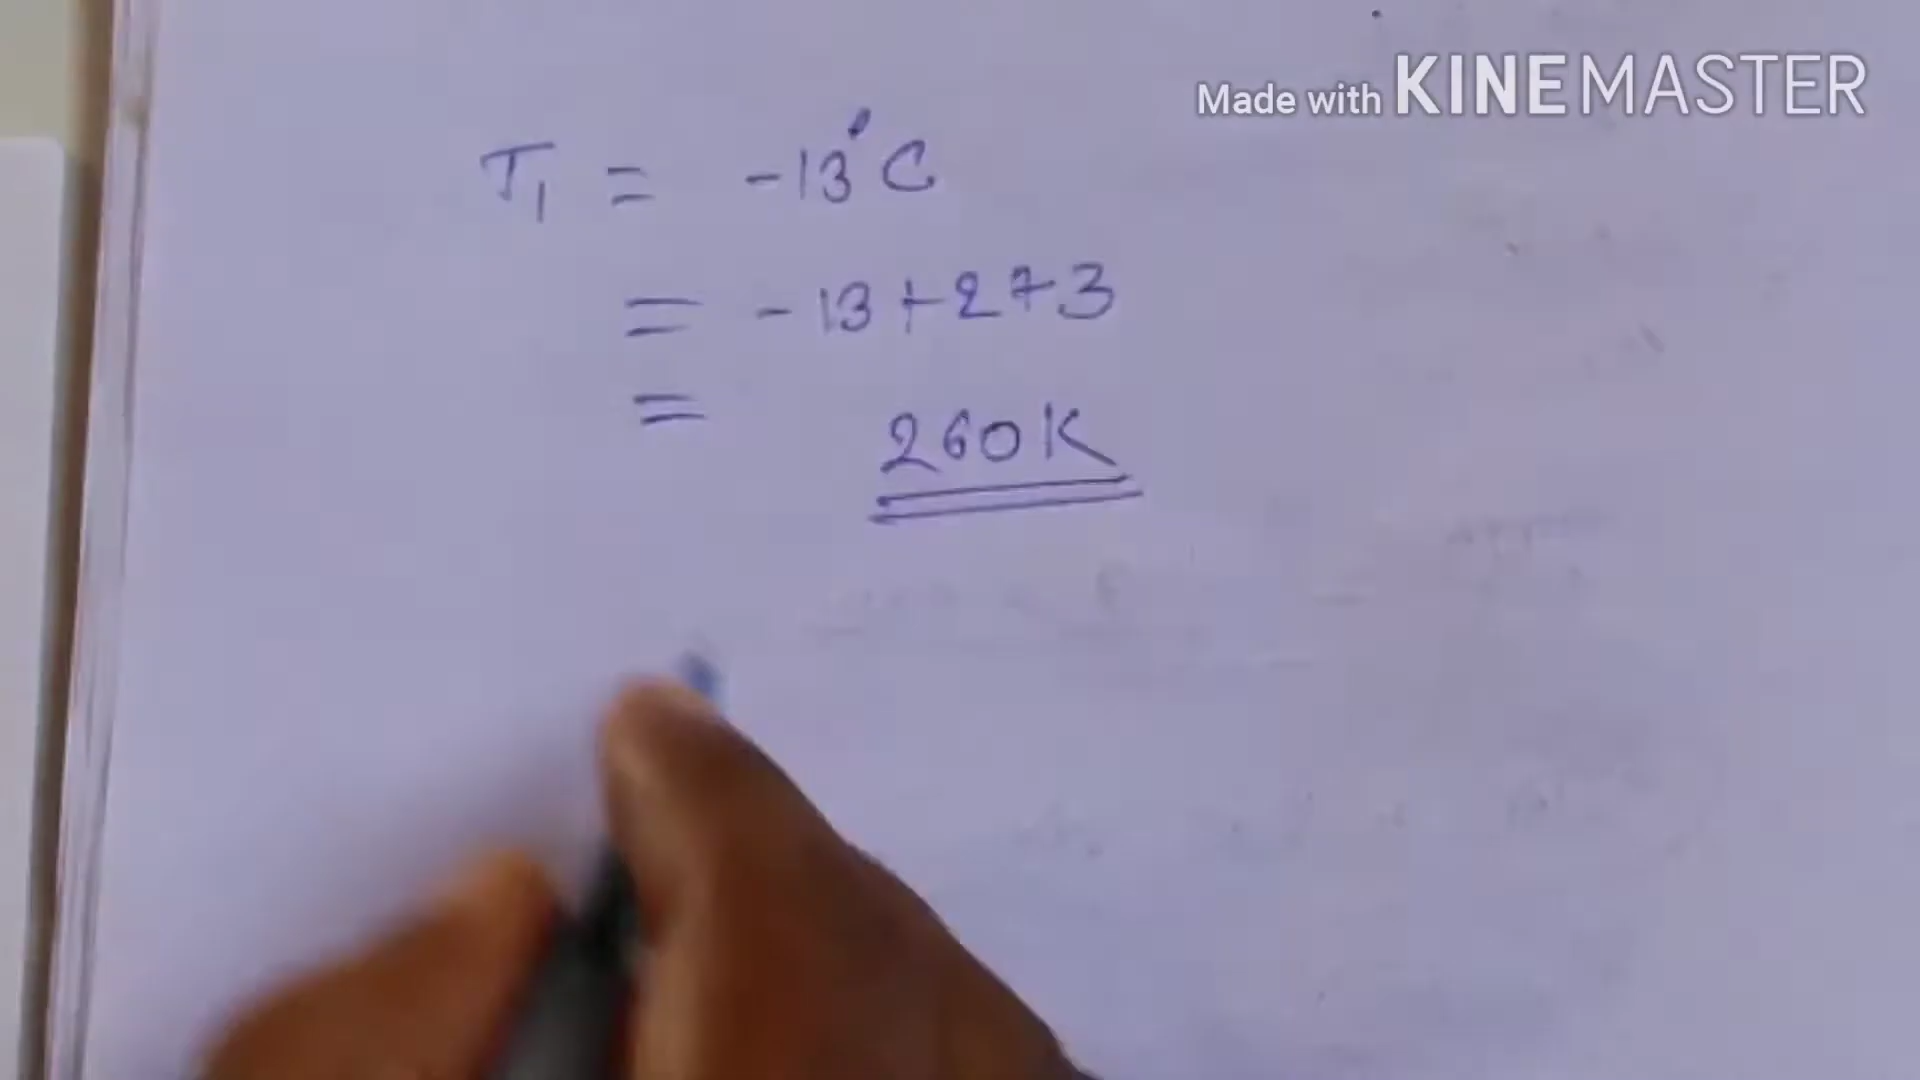 Made with KINEMASTER
T₁ = -13°C
= -13+273
= 260K